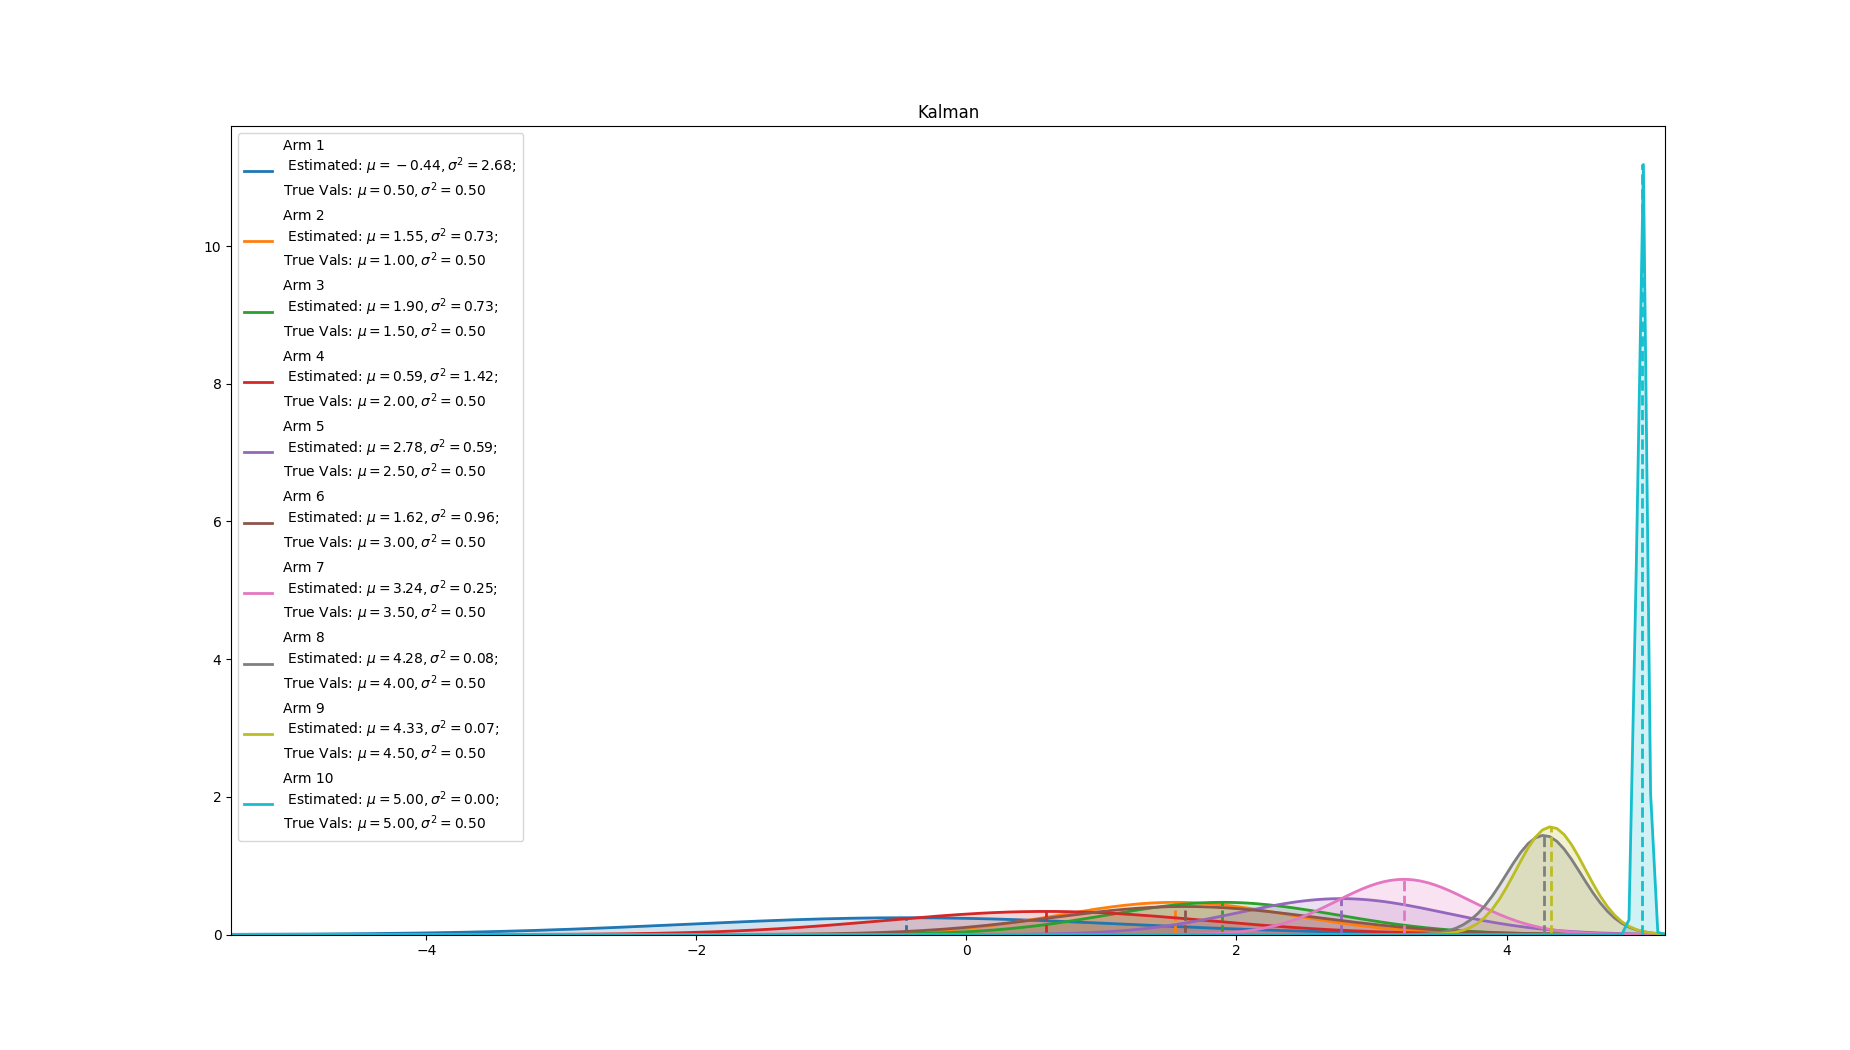 Kalman
Arm 1
Estimated: μ = −0.44, σ² = 2.68;
True Vals: μ = 0.50, σ² = 0.50
Arm 2
Estimated: μ = 1.55, σ² = 0.73;
True Vals: μ = 1.00, σ² = 0.50
Arm 3
Estimated: μ = 1.90, σ² = 0.73;
True Vals: μ = 1.50, σ² = 0.50
Arm 4
Estimated: μ = 0.59, σ² = 1.42;
True Vals: μ = 2.00, σ² = 0.50
Arm 5
Estimated: μ = 2.78, σ² = 0.59;
True Vals: μ = 2.50, σ² = 0.50
Arm 6
Estimated: μ = 1.62, σ² = 0.96;
True Vals: μ = 3.00, σ² = 0.50
Arm 7
Estimated: μ = 3.24, σ² = 0.25;
True Vals: μ = 3.50, σ² = 0.50
Arm 8
Estimated: μ = 4.28, σ² = 0.08;
True Vals: μ = 4.00, σ² = 0.50
Arm 9
Estimated: μ = 4.33, σ² = 0.07;
True Vals: μ = 4.50, σ² = 0.50
Arm 10
Estimated: μ = 5.00, σ² = 0.00;
True Vals: μ = 5.00, σ² = 0.50
10
8
6
4
2
0
−4 −2 0 2 4